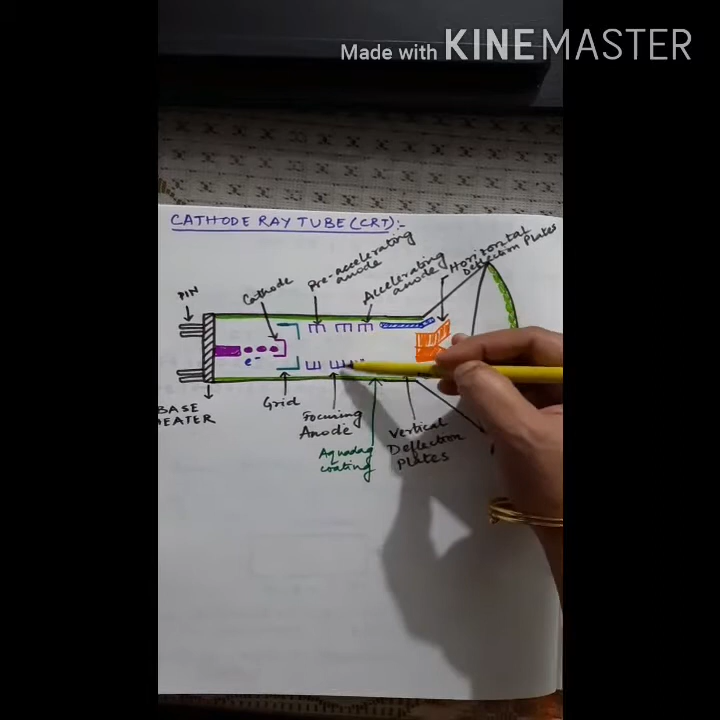 Made with KINEMASTER
CATHODE RAY TUBE (CRT):-
Horizontal
Deflection Plates
Pre-accelerating
anode
Accelerating
anode
Cathode
PIN
e-
BASE
HEATER
Grid
Focusing
Anode
Vertical
Deflection
Plates
Aquadag
coating